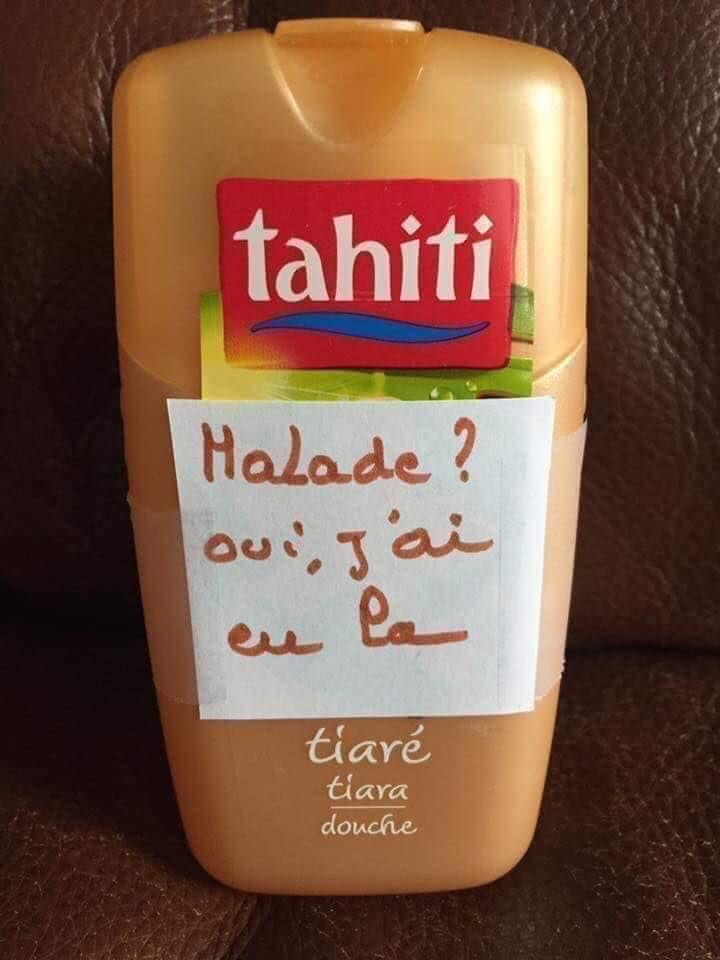 tahiti
Malade ?
oui, j'ai
eu la
tiaré
tiara
douche